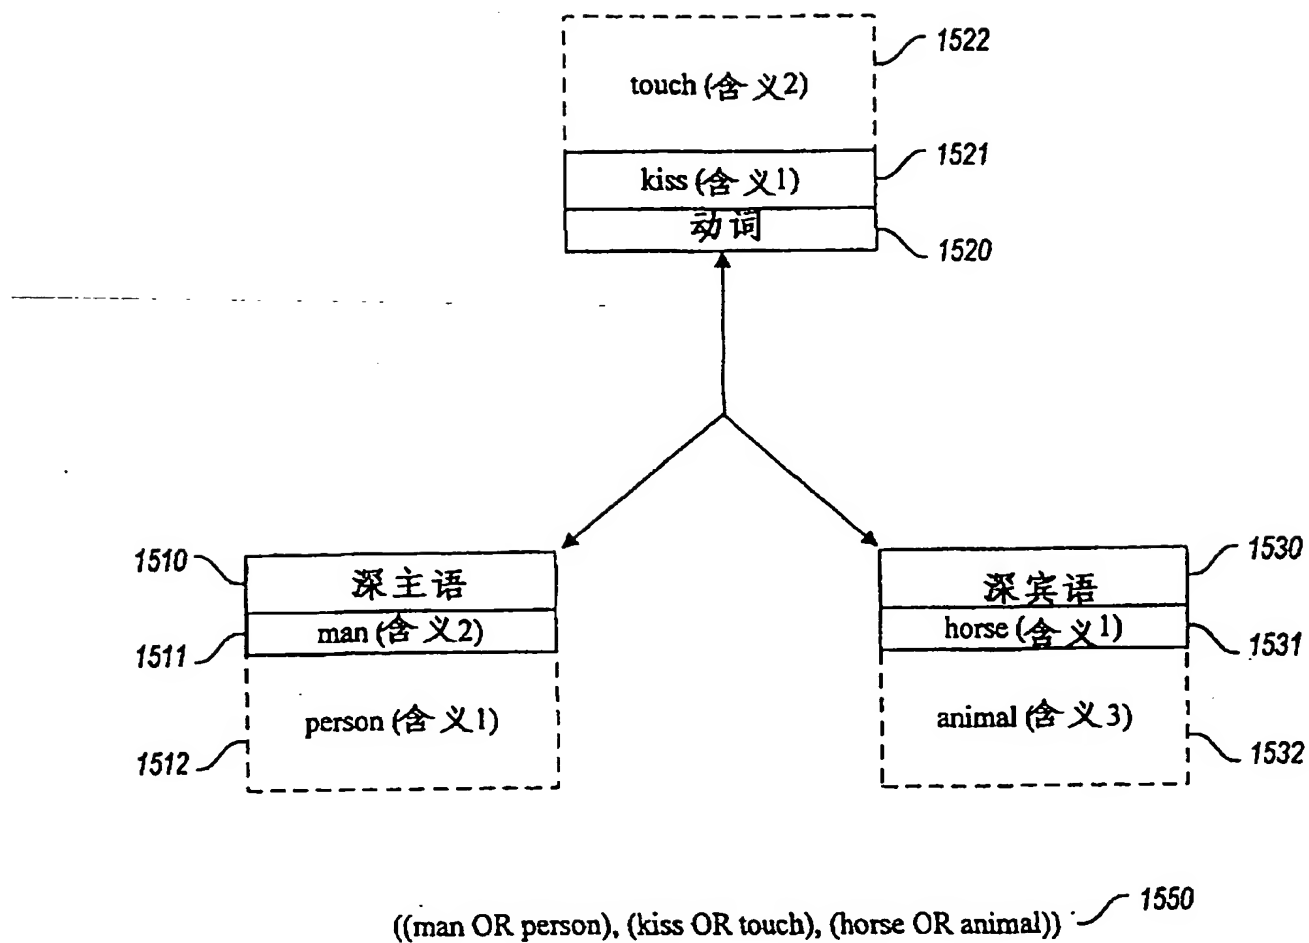 1522
touch (含义2)
1521
kiss (含义1)
动词
1520
1510
深主语
1530
深宾语
man (含义2)
1511
horse (含义1)
1531
person (含义1)
1512
animal (含义3)
1532
((man OR person), (kiss OR touch), (horse OR animal))
1550